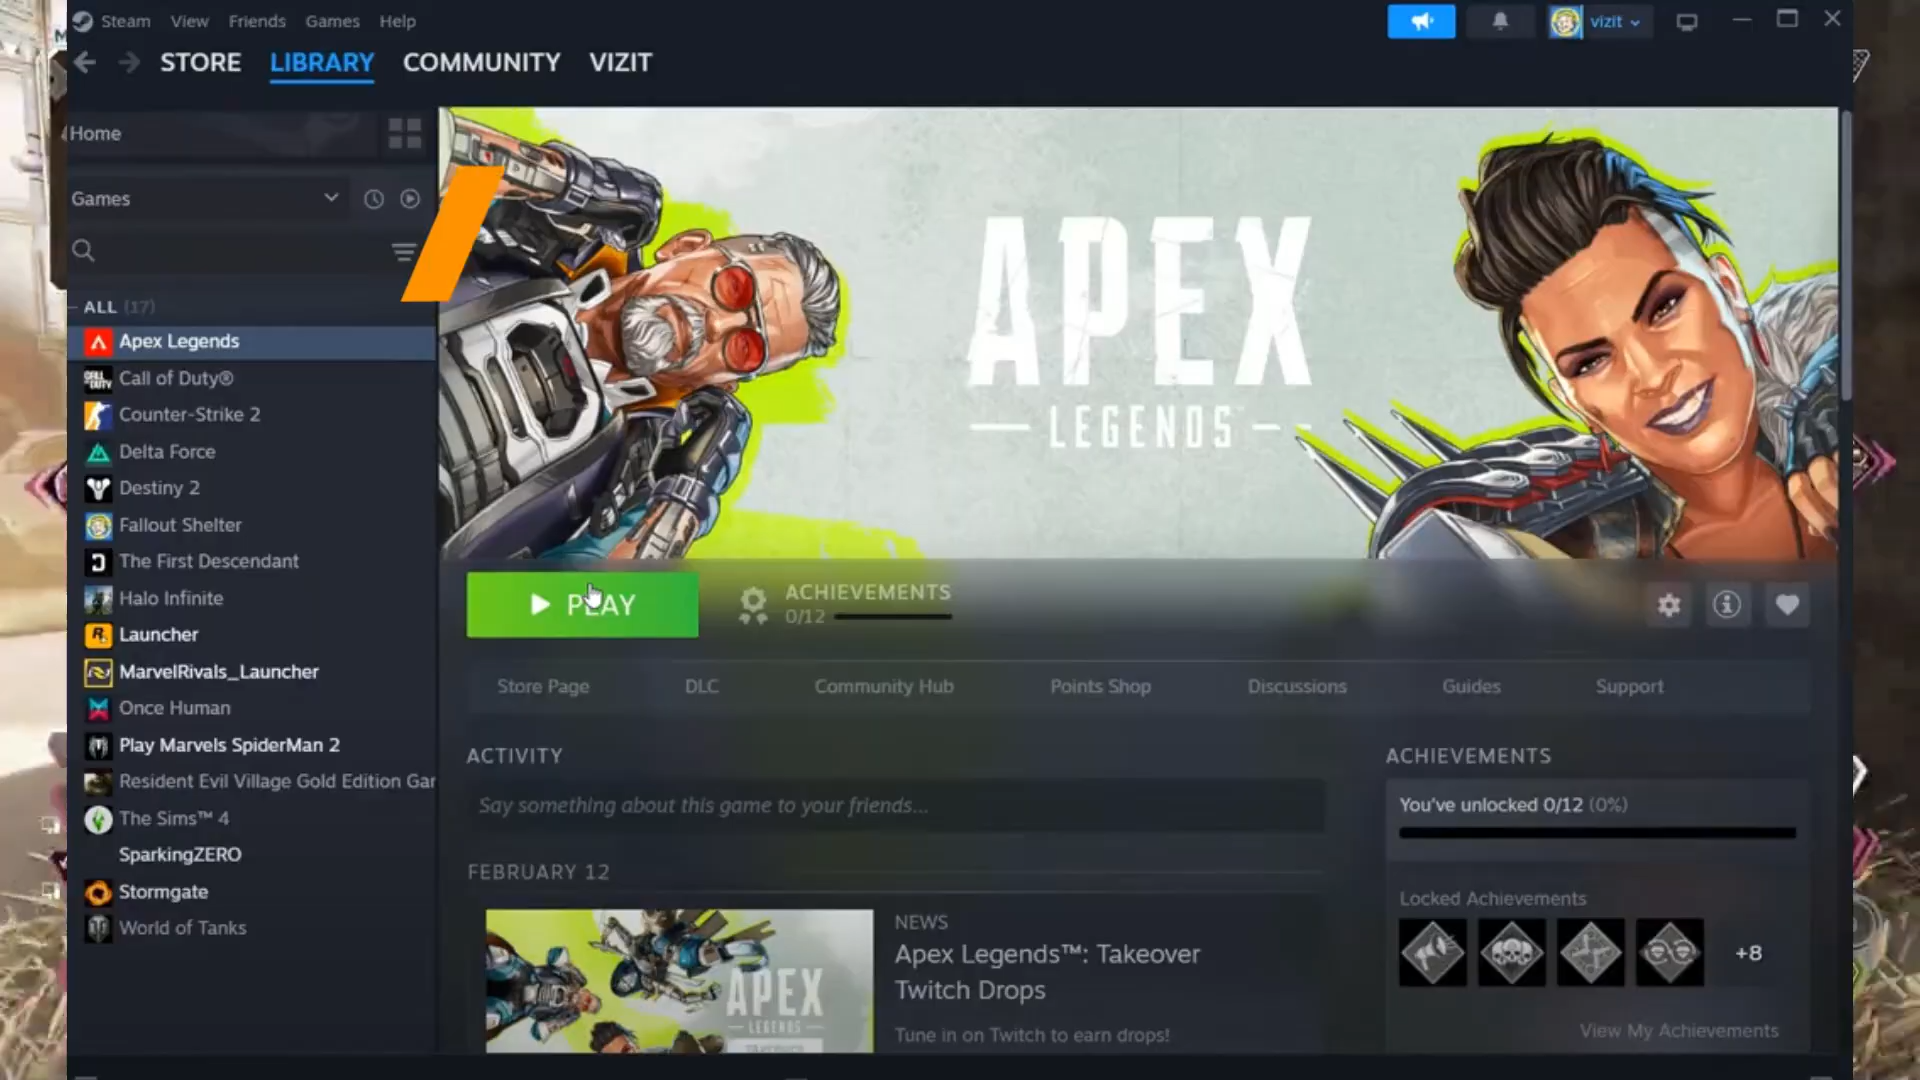 Steam View Friends Games Help
vizit
STORE LIBRARY COMMUNITY VIZIT
Home
Games
ALL (17)
Apex Legends
Call of Duty®
Counter-Strike 2
Delta Force
Destiny 2
Fallout Shelter
The First Descendant
Halo Infinite
Launcher
MarvelRivals_Launcher
Once Human
Play Marvels SpiderMan 2
Resident Evil Village Gold Edition Gar
The Sims™ 4
SparkingZERO
Stormgate
World of Tanks
APEX
LEGENDS
PLAY
ACHIEVEMENTS
0/12
Store Page DLC Community Hub Points Shop Discussions Guides Support
ACTIVITY
Say something about this game to your friends...
FEBRUARY 12
APEX
LEGENDS
NEWS
Apex Legends™: Takeover
Twitch Drops
Tune in on Twitch to earn drops!
ACHIEVEMENTS
You've unlocked 0/12 (0%)
Locked Achievements
+8
View My Achievements